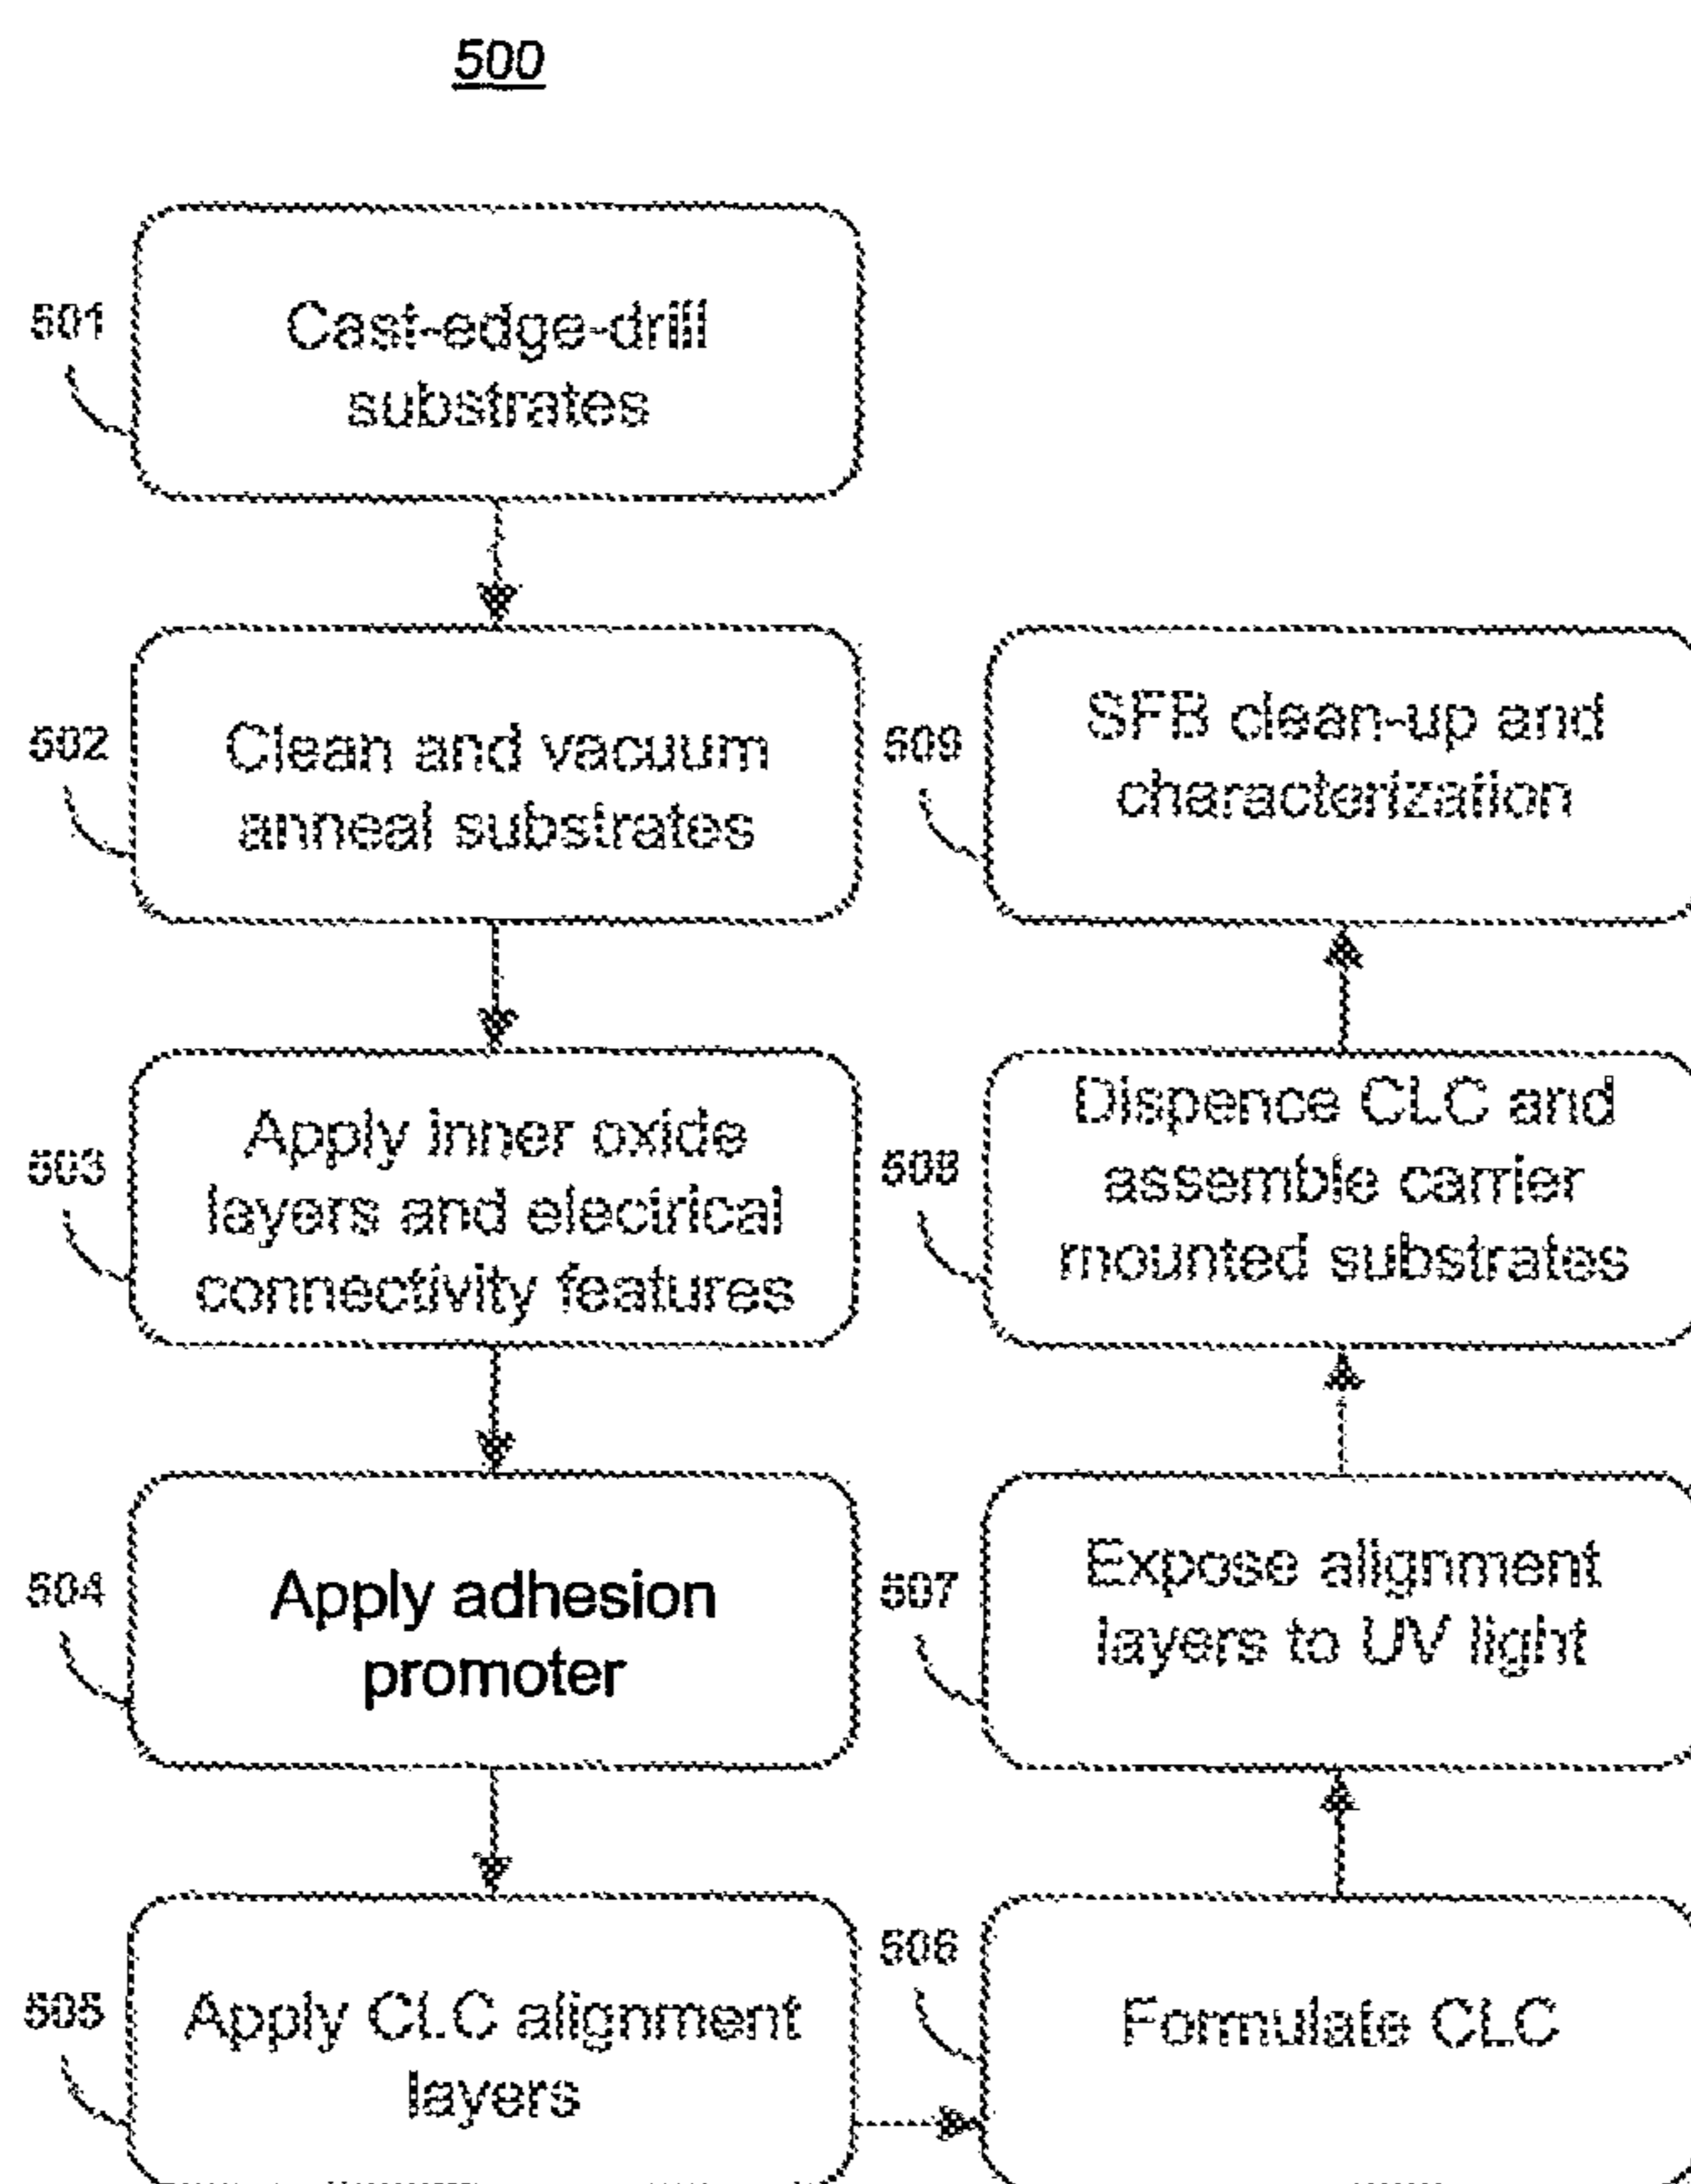 500
501
Cast-edge-drill
substrates
502
Clean and vacuum
anneal substrates
503
Apply inner oxide
layers and electrical
connectivity features
504
Apply adhesion
promoter
505
Apply CLC alignment
layers
506
Formulate CLC
507
Expose alignment
layers to UV light
508
Dispence CLC and
assemble carrier
mounted substrates
509
SFB clean-up and
characterization